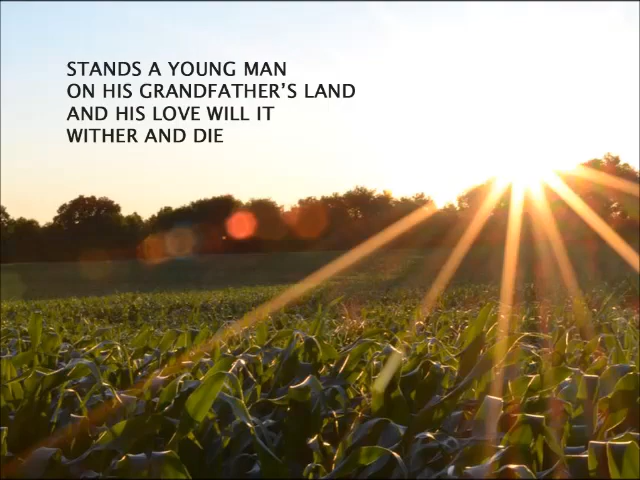 STANDS A YOUNG MAN
ON HIS GRANDFATHER'S LAND
AND HIS LOVE WILL IT
WITHER AND DIE